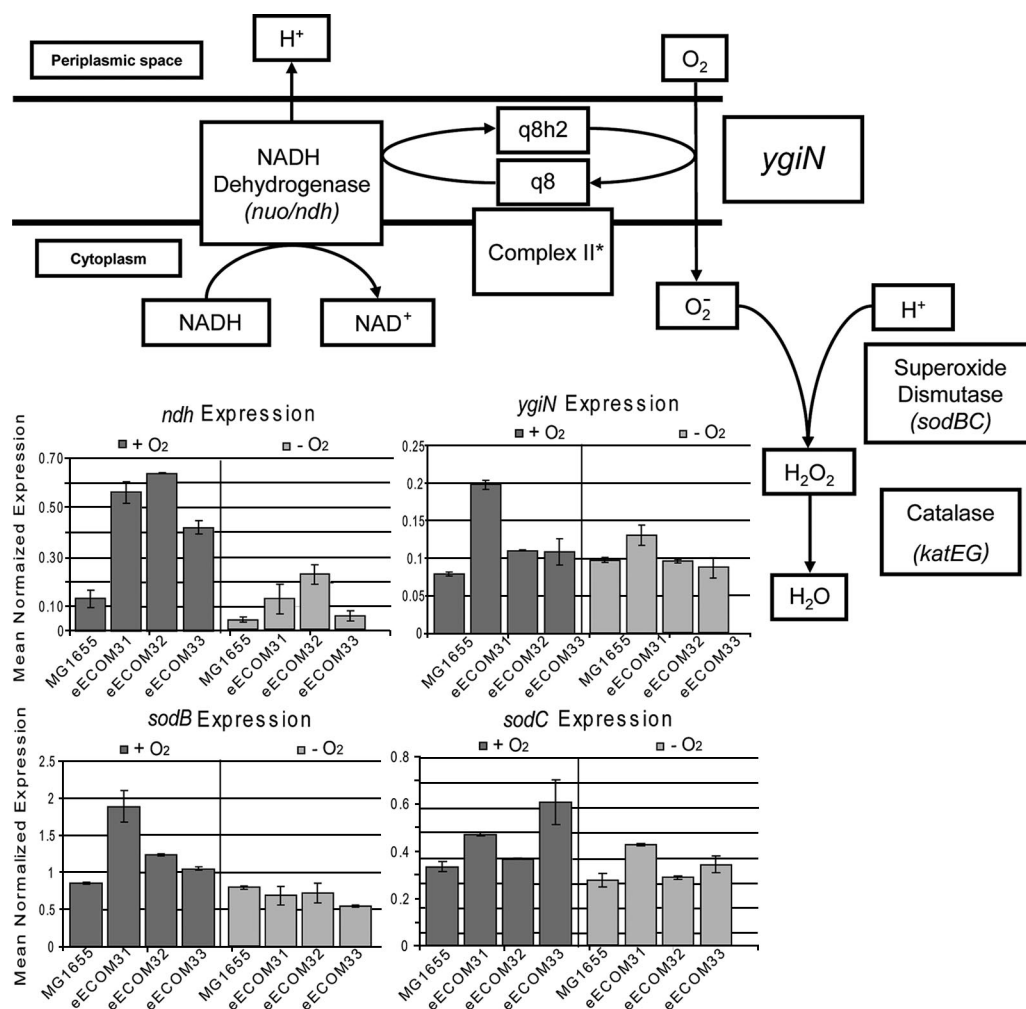 H+
Periplasmic space
O2
NADH
Dehydrogenase
(nuo/ndh)
q8h2
q8
ygiN
Cytoplasm
Complex II*
NADH
NAD+
O2-
H+
Superoxide
Dismutase
(sodBC)
H2O2
Catalase
(katEG)
H2O
ndh Expression
+ O2
- O2
Mean Normalized Expression
0.70
0.50
0.30
0.10
0
MG1655
eECOM31
eECOM32
eECOM33
MG1655
eECOM31
eECOM32
eECOM33
ygiN Expression
+ O2
- O2
0.25
0.2
0.15
0.1
0.05
0
MG1655
eECOM31
eECOM32
eECOM33
MG1655
eECOM31
eECOM32
eECOM33
sodB Expression
+ O2
- O2
Mean Normalized Expression
2.5
2
1.5
1
0.5
0
MG1655
eECOM31
eECOM32
eECOM33
MG1655
eECOM31
eECOM32
eECOM33
sodC Expression
+ O2
- O2
0.8
0.6
0.4
0.2
0
MG1655
eECOM31
eECOM32
eECOM33
MG1655
eECOM31
eECOM32
eECOM33